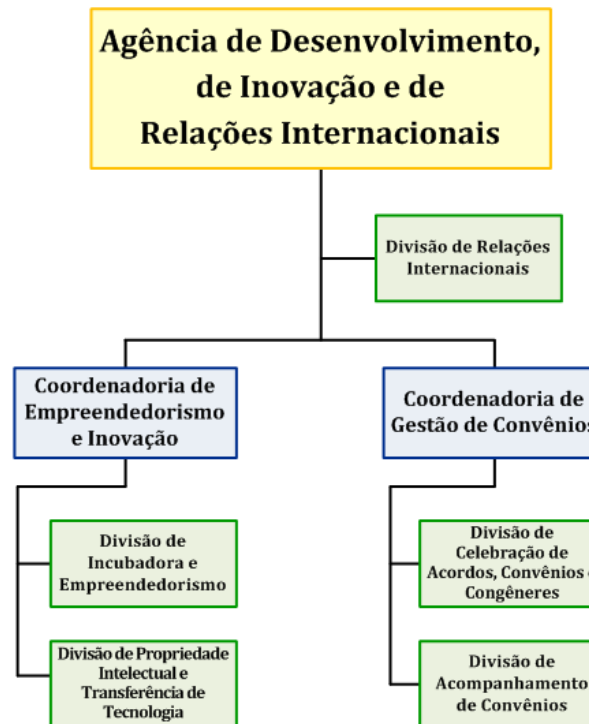 Agência de Desenvolvimento,
de Inovação e de
Relações Internacionais
Divisão de Relações
Internacionais
Coordenadoria de
Empreendedorismo
e Inovação
Coordenadoria de
Gestão de Convênios
Divisão de
Incubadora e
Empreendedorismo
Divisão de
Celebração de
Acordos, Convênios e
Congêneres
Divisão de Propriedade
Intelectual e
Transferência de
Tecnologia
Divisão de
Acompanhamento
de Convênios